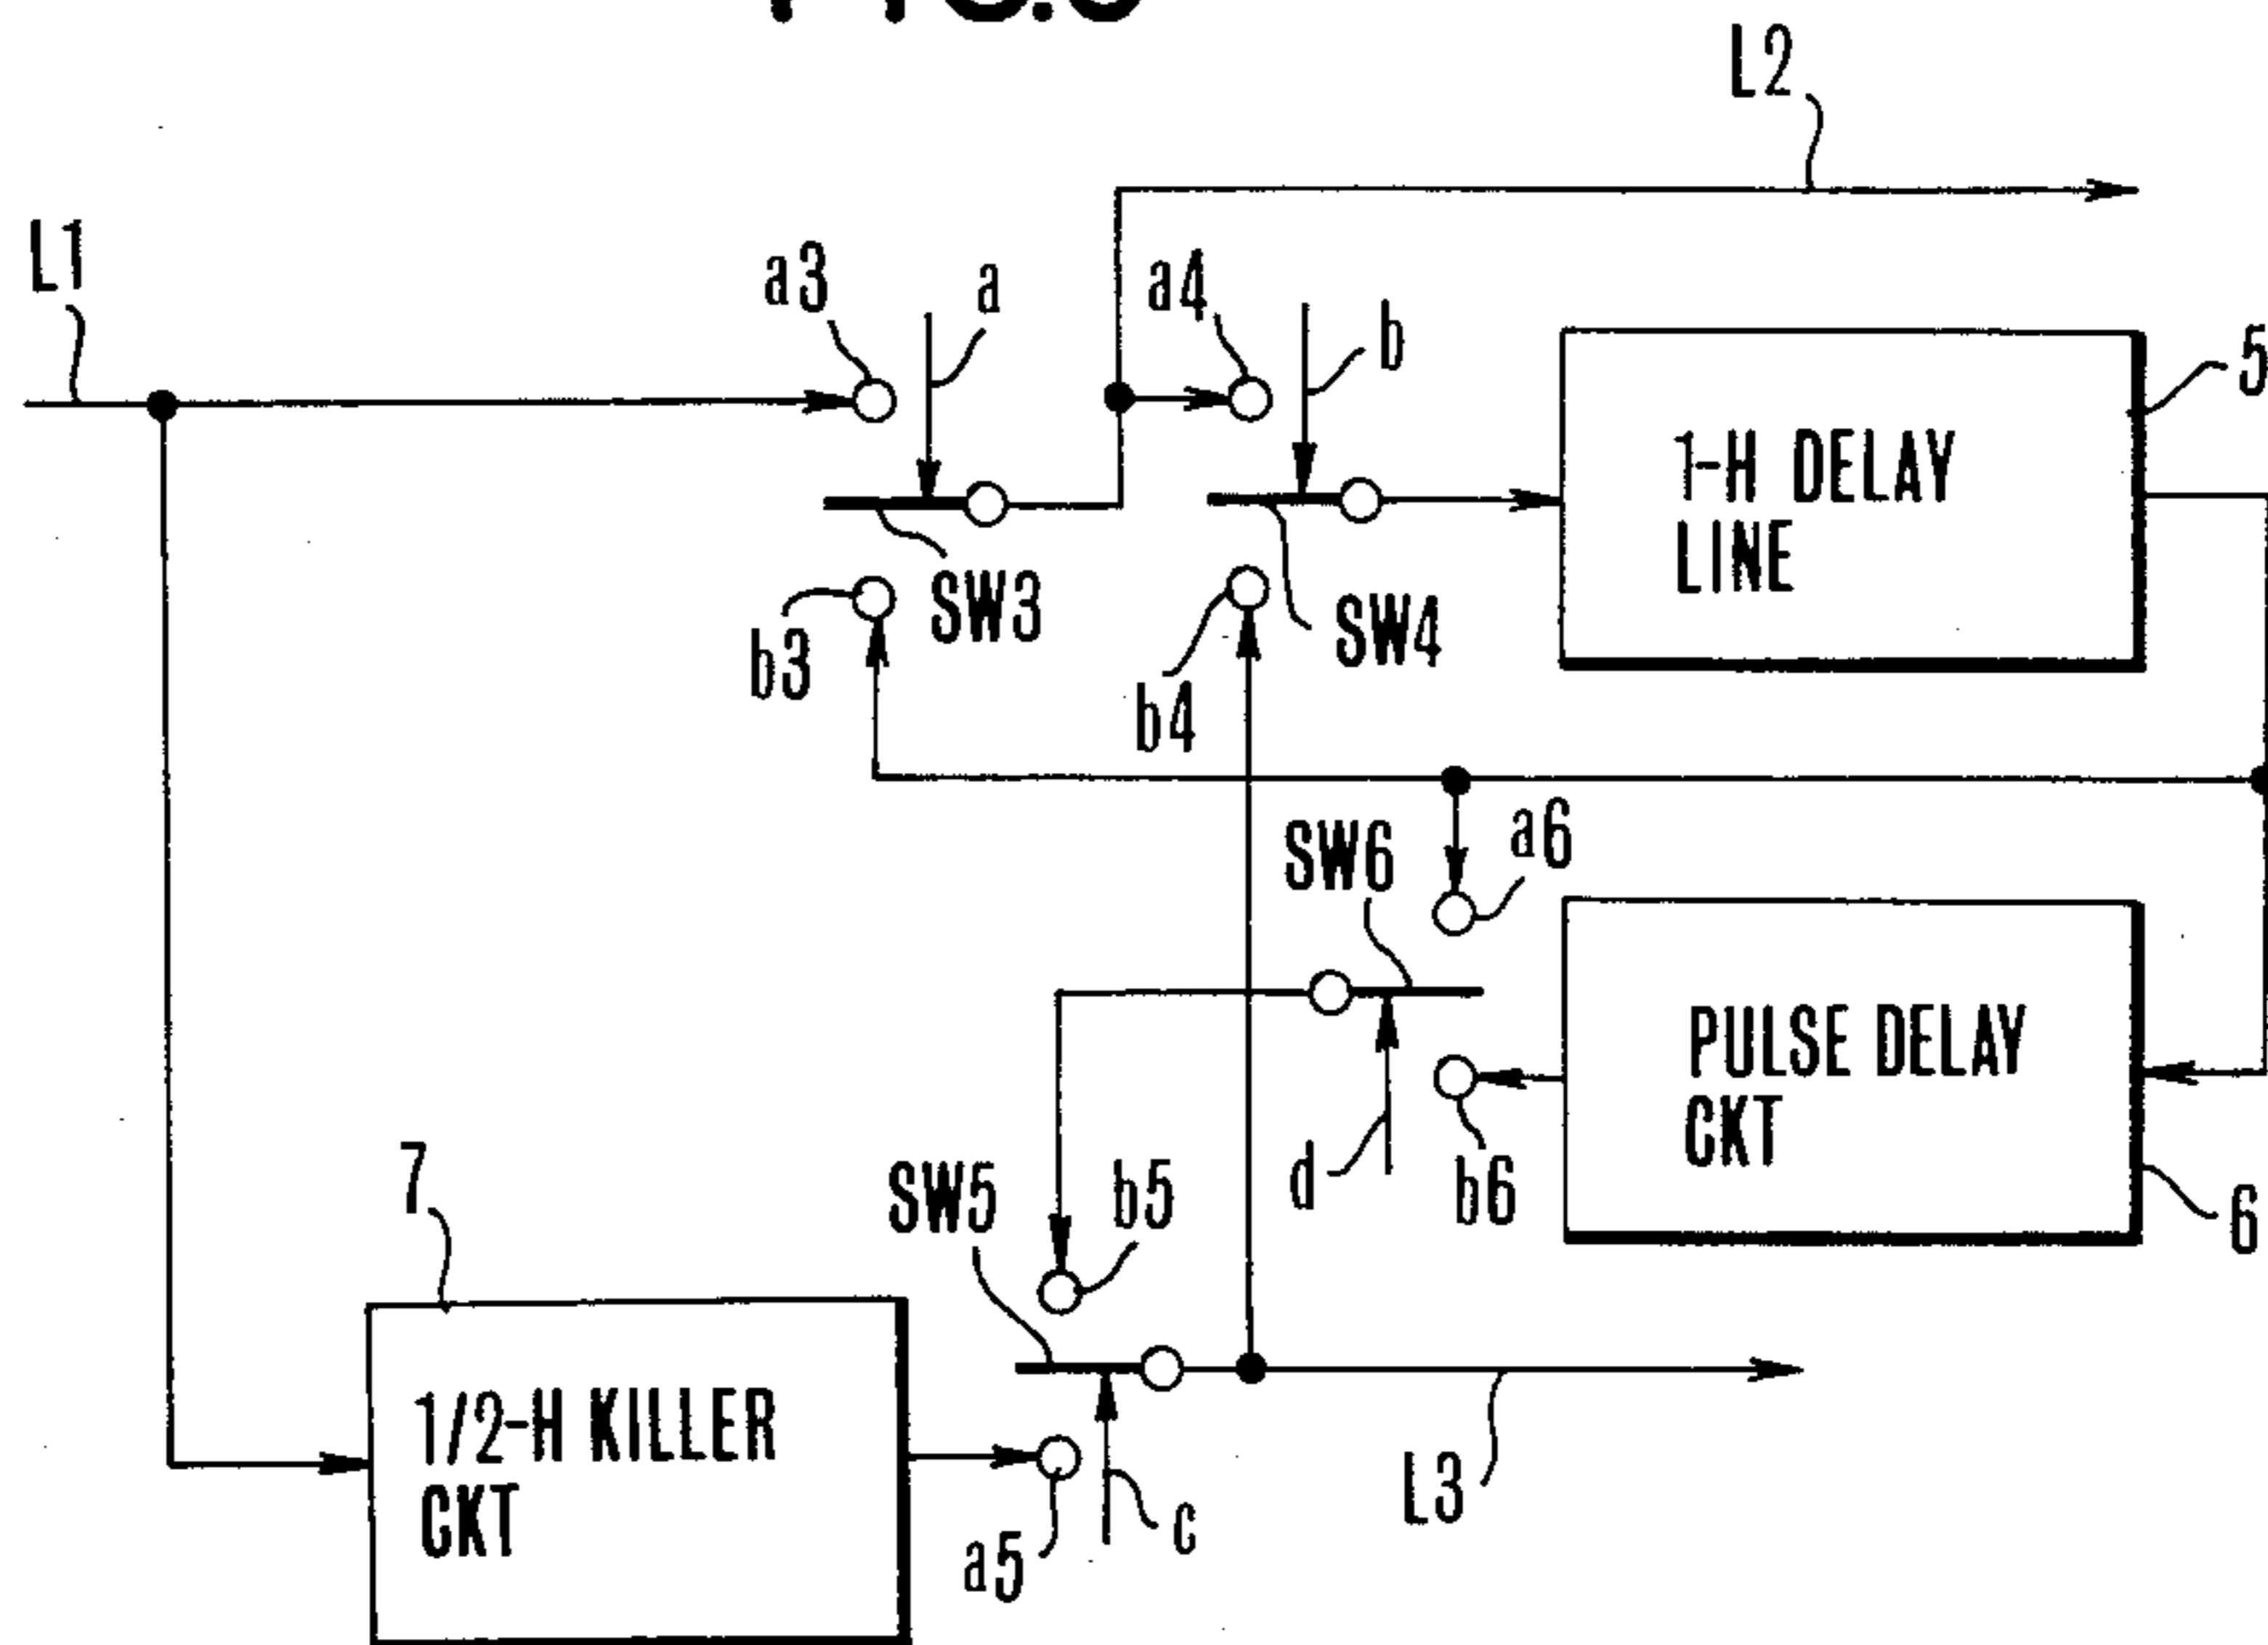 L2
L1
a3
a
a4
b
5
1-H DELAY
LINE
SW3
SW4
b3
b4
a6
SW6
PULSE DELAY
CKT
7
SW5
b5
d
b6
6
1/2-H KILLER
CKT
L3
c
a5